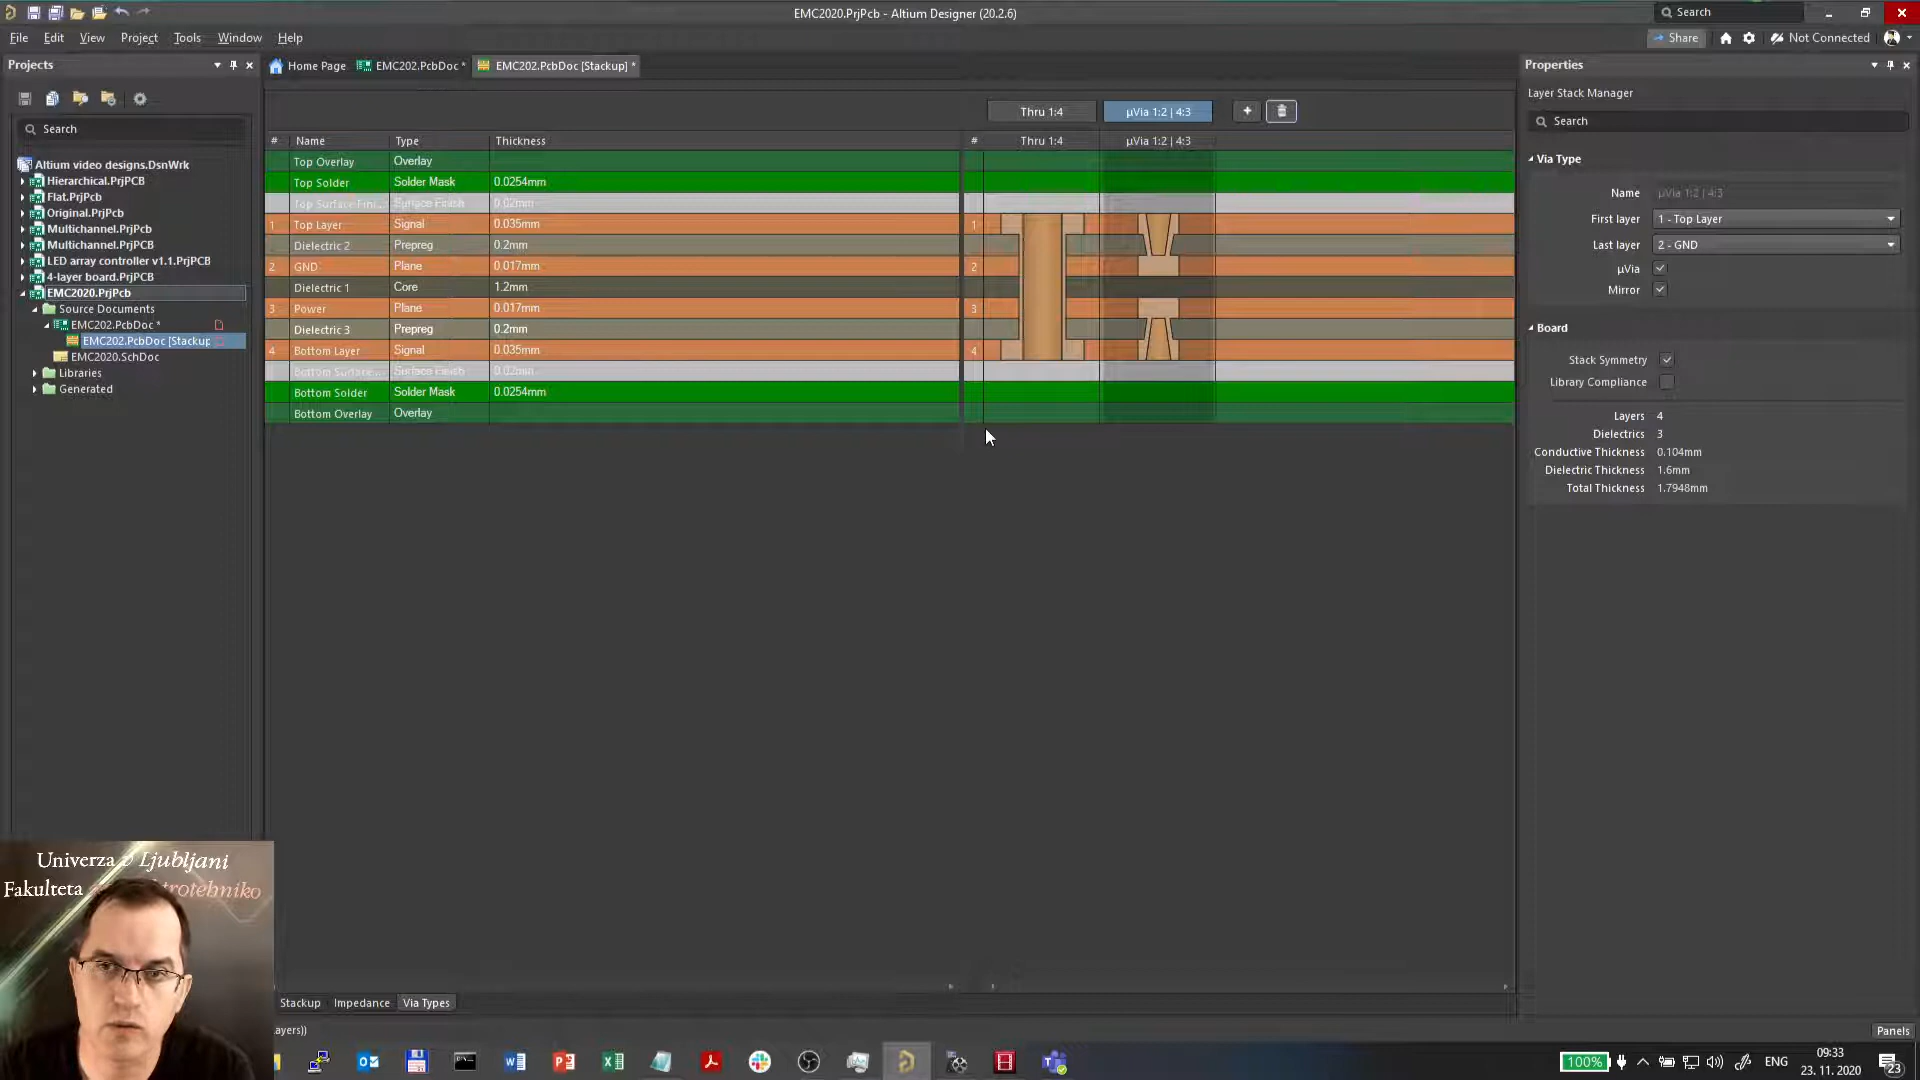 EMC2020.PrjPcb - Altium Designer (20.2.6)
Search
File Edit View Project Tools Window Help
Share Not Connected
Projects
Home Page EMC202.PcbDoc * EMC202.PcbDoc [Stackup] *
Properties
Layer Stack Manager
Search
Search
Thru 1:4 µVia 1:2 | 4:3 +
# Name Type Thickness # Thru 1:4 µVia 1:2 | 4:3
Top Overlay Overlay
Top Solder Solder Mask 0.0254mm
Top Surface Fini... Surface Finish 0.02mm
1 Top Layer Signal 0.035mm 1
Dielectric 2 Prepreg 0.2mm
2 GND Plane 0.017mm 2
Dielectric 1 Core 1.2mm
3 Power Plane 0.017mm 3
Dielectric 3 Prepreg 0.2mm
4 Bottom Layer Signal 0.035mm 4
Bottom Surface... Surface Finish 0.02mm
Bottom Solder Solder Mask 0.0254mm
Bottom Overlay Overlay
Altium video designs.DsnWrk
Hierarchical.PrjPCB
Flat.PrjPcb
Original.PrjPcb
Multichannel.PrjPcb
Multichannel.PrjPCB
LED array controller v1.1.PrjPCB
4-layer board.PrjPCB
EMC2020.PrjPcb
Source Documents
EMC202.PcbDoc *
EMC202.PcbDoc [Stackup
EMC2020.SchDoc
Libraries
Generated
Via Type
Name µVia 1:2 | 4:3
First layer 1 - Top Layer
Last layer 2 - GND
µVia
Mirror
Board
Stack Symmetry
Library Compliance
Layers 4
Dielectrics 3
Conductive Thickness 0.104mm
Dielectric Thickness 1.6mm
Total Thickness 1.7948mm
Univerza v Ljubljani
Fakulteta trotehniko
Stackup Impedance Via Types
ayers))
Panels
100% ENG 09:33
23. 11. 2020
23